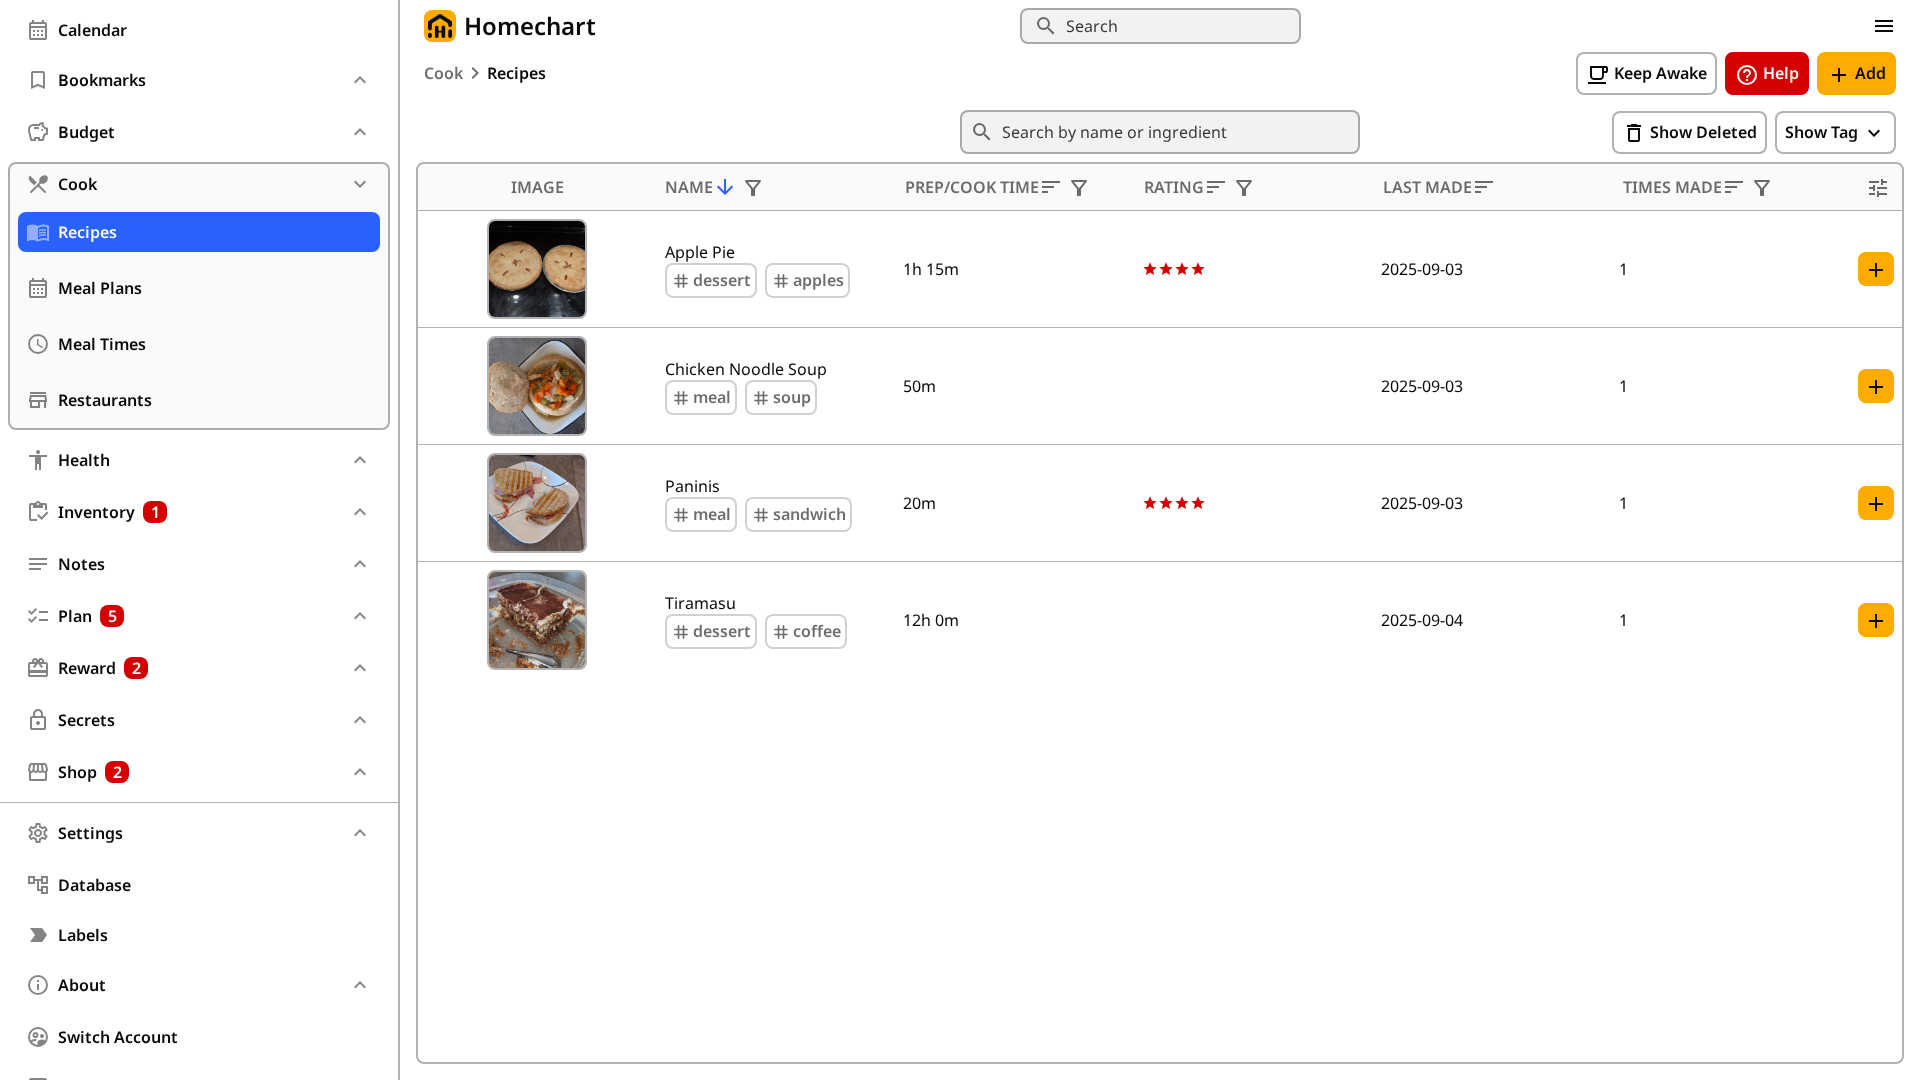 Calendar
Bookmarks
Budget
Cook
Recipes
Meal Plans
Meal Times
Restaurants
Health
Inventory 1
Notes
Plan 5
Reward 2
Secrets
Shop 2
Settings
Database
Labels
About
Switch Account
Homechart
Search
Cook Recipes
Keep Awake
Help
Add
Search by name or ingredient
Show Deleted
Show Tag
IMAGE NAME PREP/COOK TIME RATING LAST MADE TIMES MADE
Apple Pie
dessert apples
1h 15m 2025-09-03 1
Chicken Noodle Soup
meal soup
50m 2025-09-03 1
Paninis
meal sandwich
20m 2025-09-03 1
Tiramasu
dessert coffee
12h 0m 2025-09-04 1